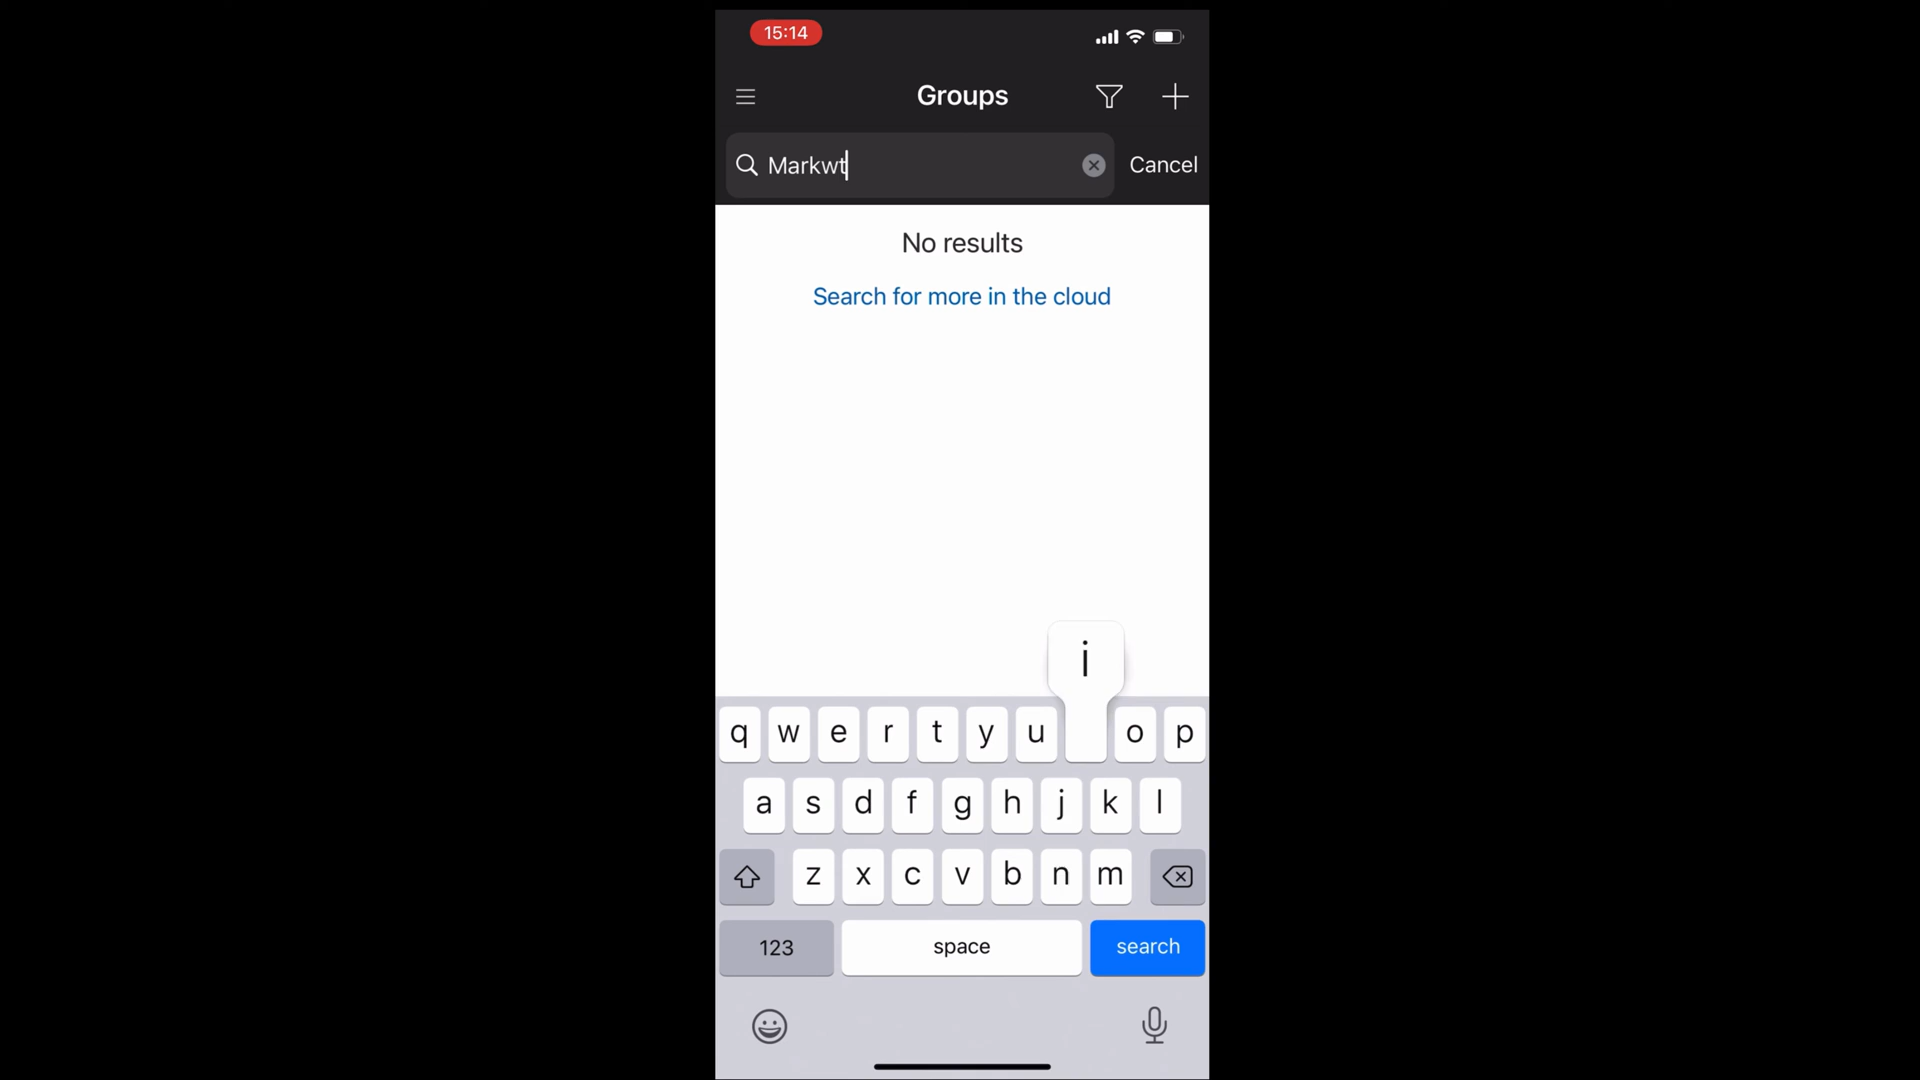 15:14
Groups
Markwt
Cancel
No results
Search for more in the cloud
i
q w e r t y u o p
a s d f g h j k l
z x c v b n m
123 space search